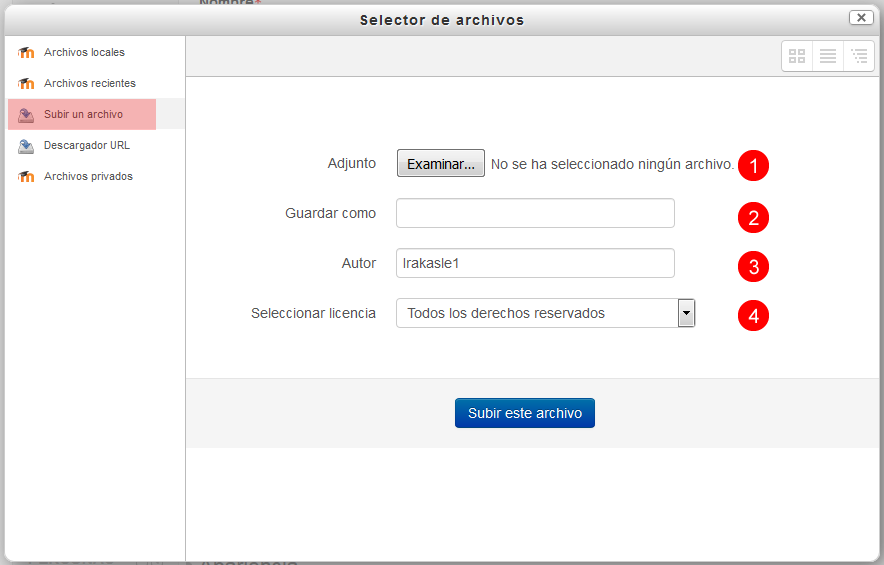 Nombre*
Selector de archivos
Archivos locales
Archivos recientes
Subir un archivo
Descargador URL
Archivos privados
Adjunto Examinar... No se ha seleccionado ningún archivo. 1
Guardar como 2
Autor Irakasle1 3
Seleccionar licencia Todos los derechos reservados 4
Subir este archivo
Apariencia